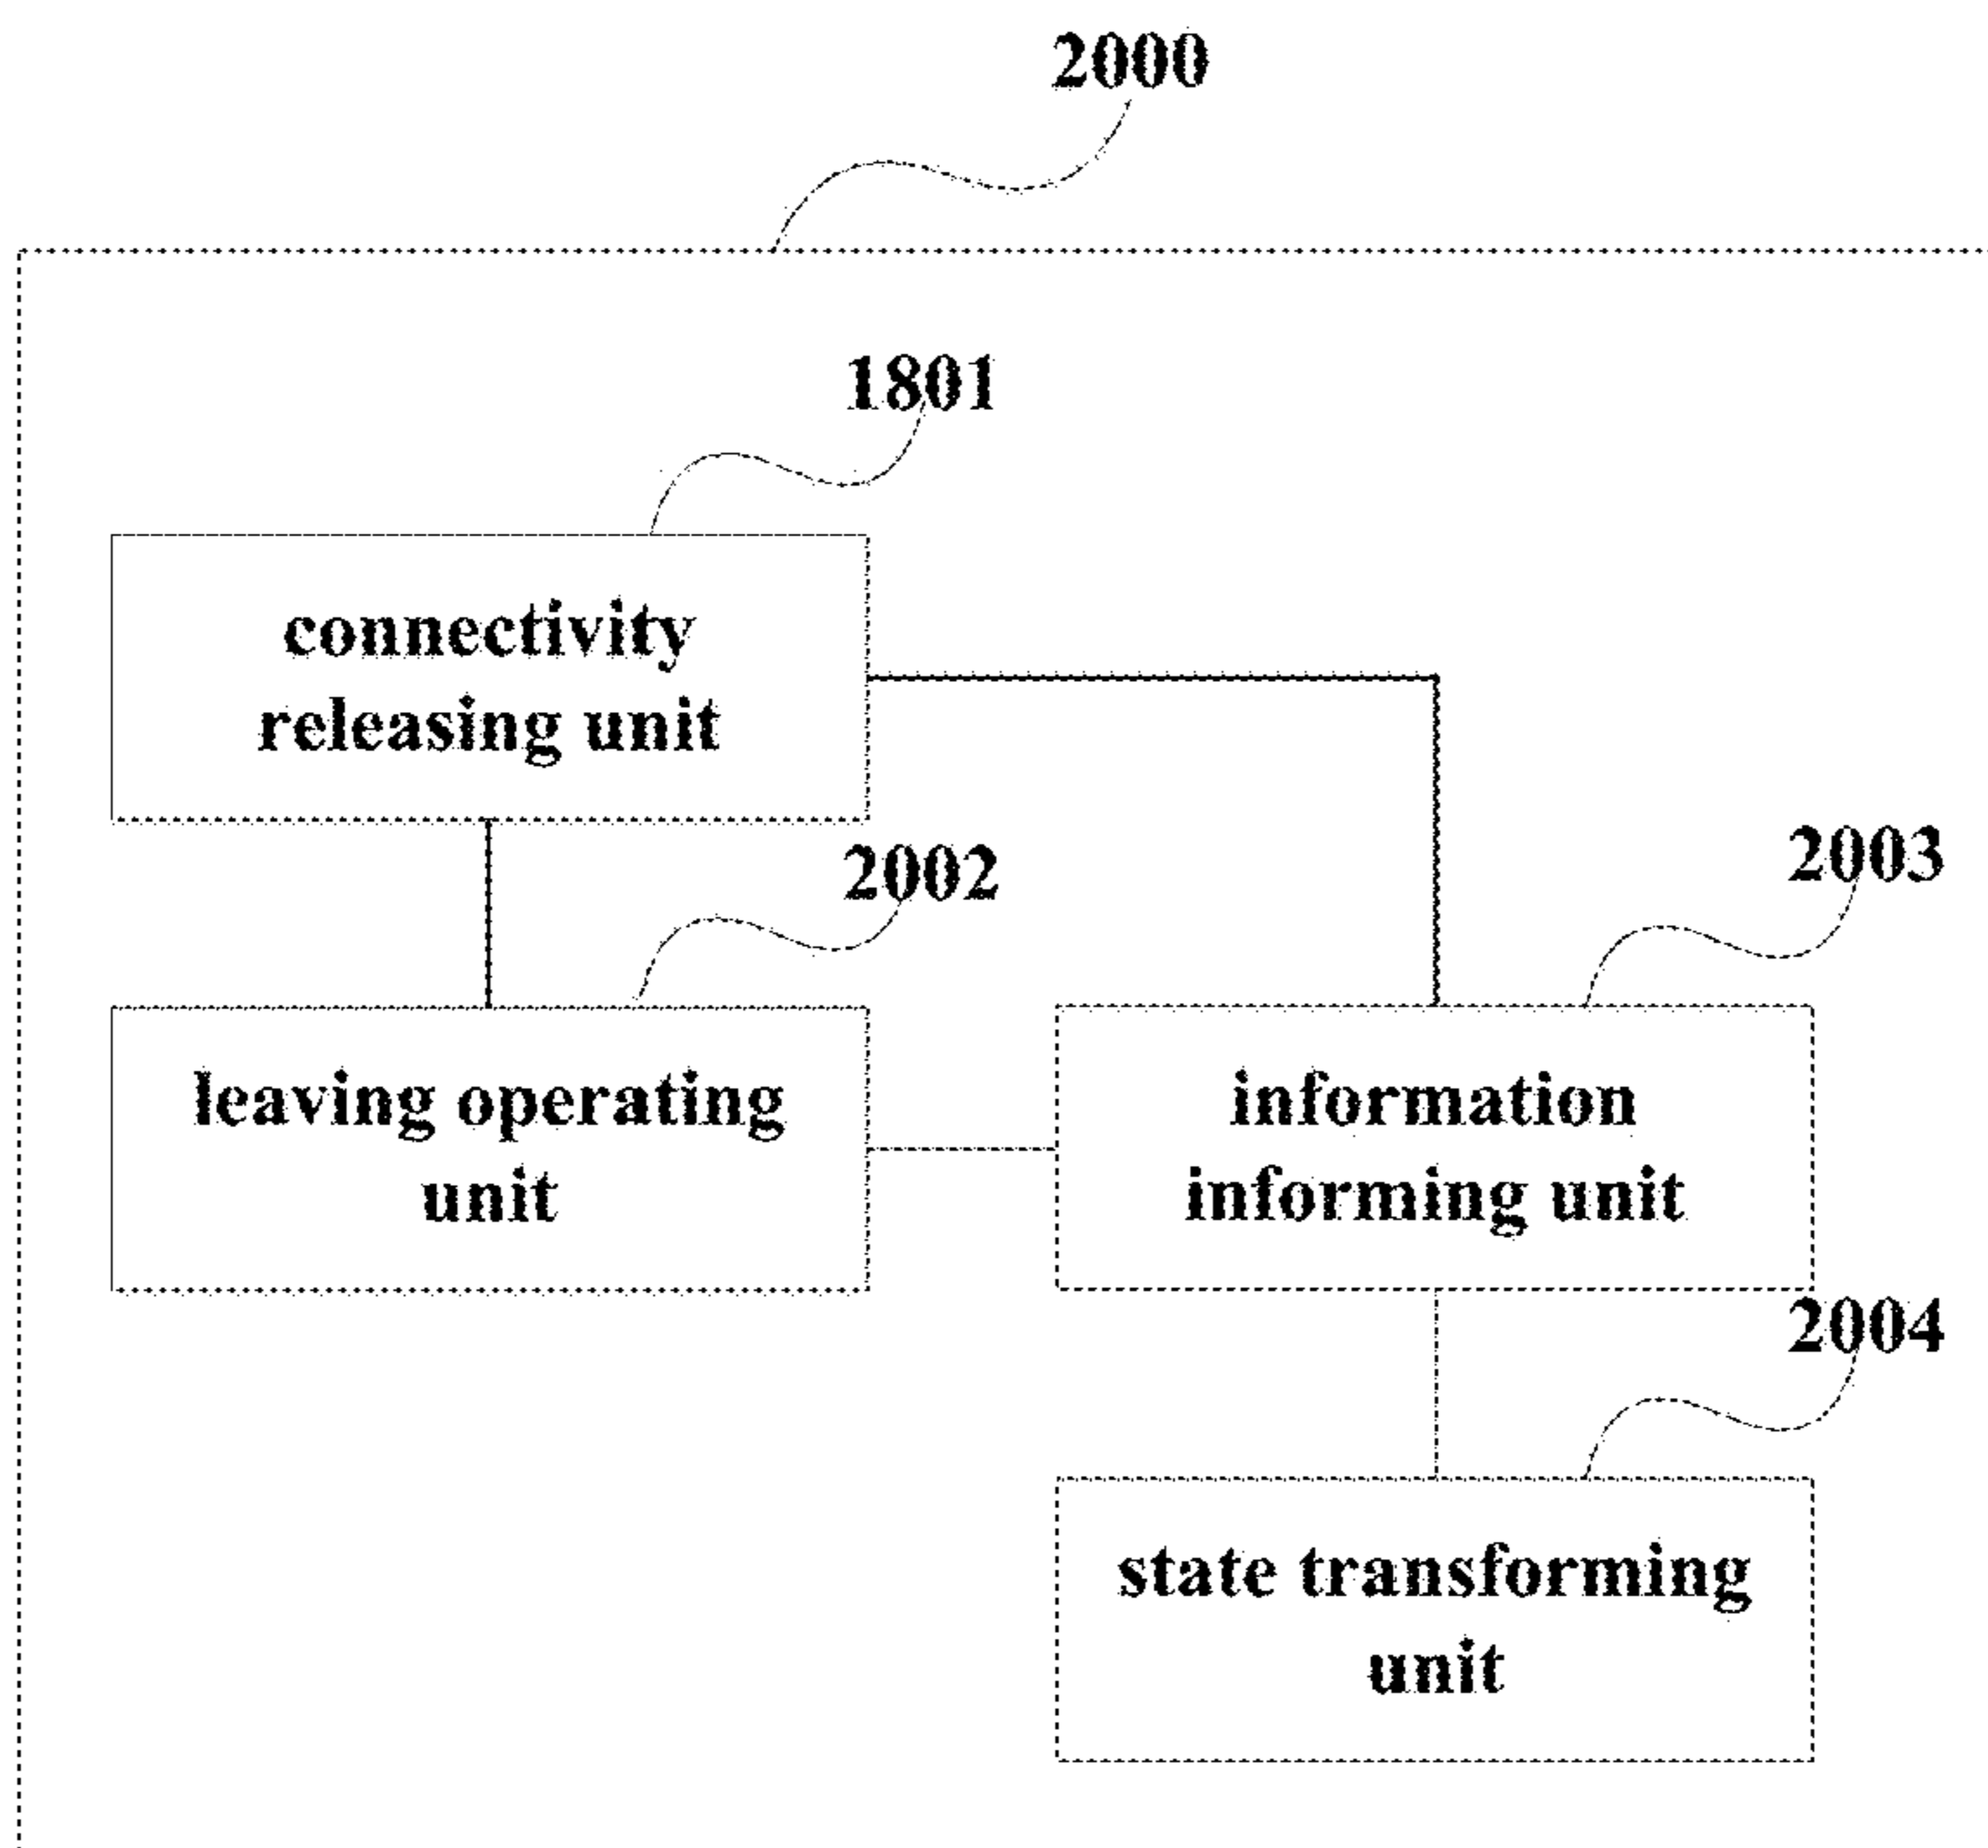 2000
1801
connectivity
releasing unit
2002
2003
leaving operating
unit
information
informing unit
2004
state transforming
unit